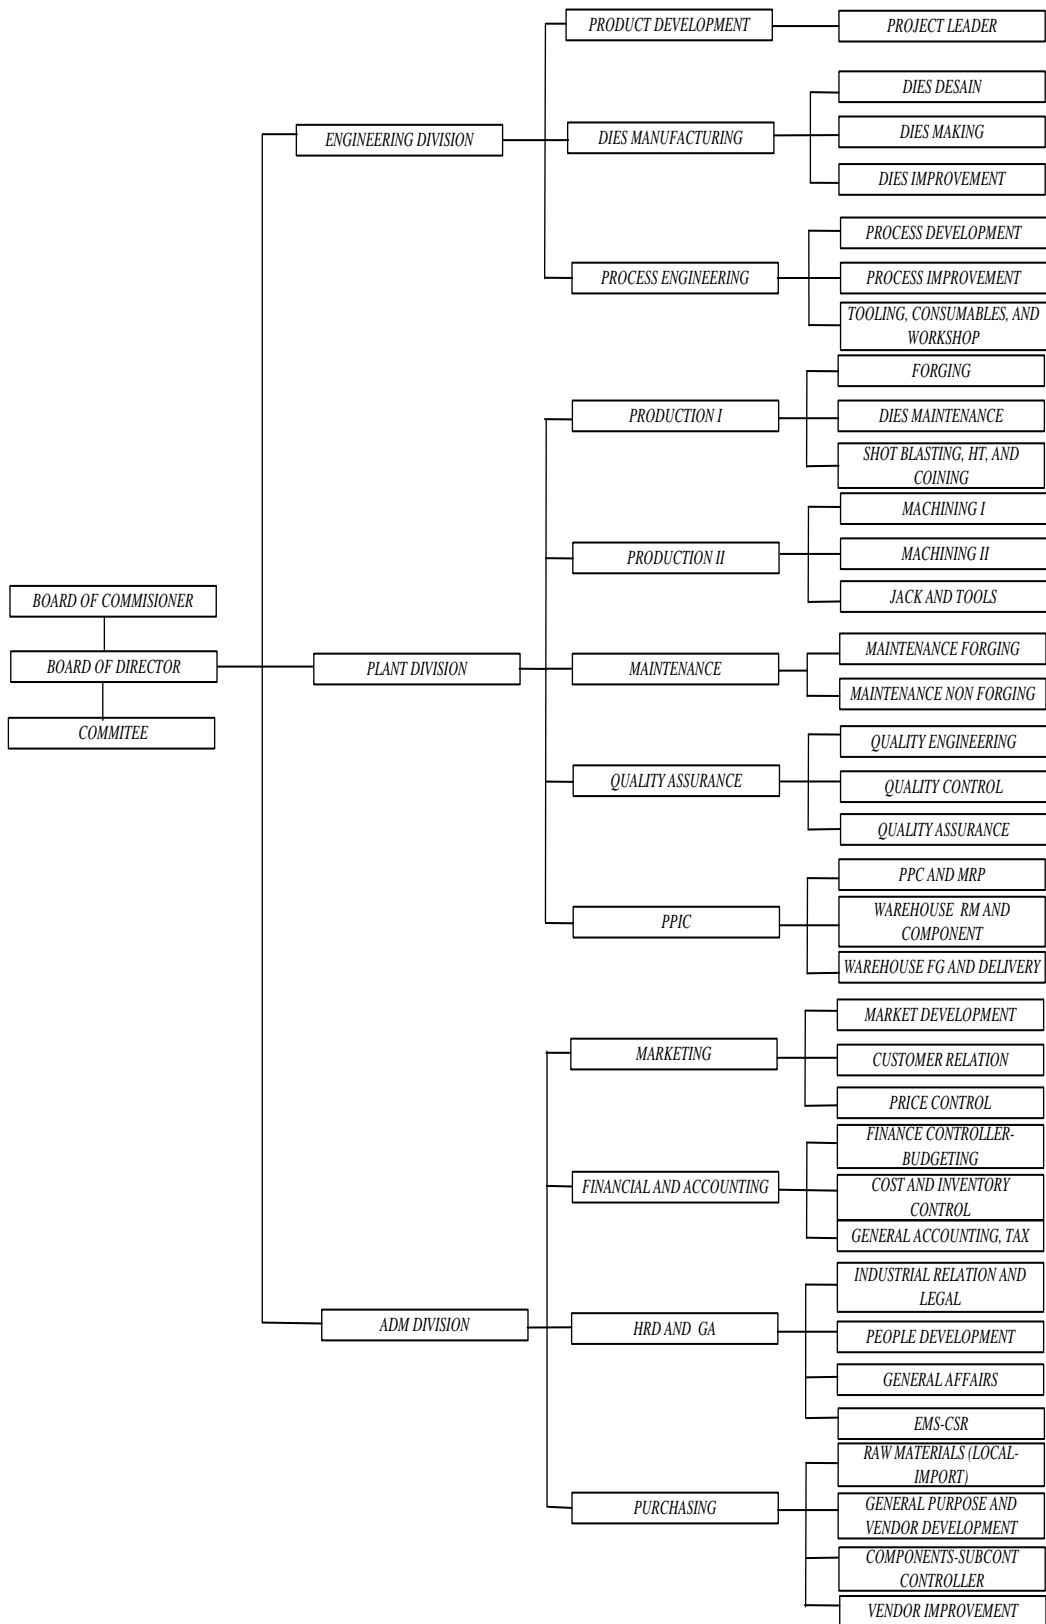 PRODUCT DEVELOPMENT
PROJECT LEADER
DIES DESAIN
ENGINEERING DIVISION
DIES MANUFACTURING
DIES MAKING
DIES IMPROVEMENT
PROCESS DEVELOPMENT
PROCESS ENGINEERING
PROCESS IMPROVEMENT
TOOLING, CONSUMABLES, AND
WORKSHOP
FORGING
PRODUCTION I
DIES MAINTENANCE
SHOT BLASTING, HT, AND
COINING
MACHINING I
PRODUCTION II
MACHINING II
JACK AND TOOLS
BOARD OF COMMISIONER
BOARD OF DIRECTOR
COMMITEE
PLANT DIVISION
MAINTENANCE
MAINTENANCE FORGING
MAINTENANCE NON FORGING
QUALITY ENGINEERING
QUALITY ASSURANCE
QUALITY CONTROL
QUALITY ASSURANCE
PPC AND MRP
PPIC
WAREHOUSE RM AND
COMPONENT
WAREHOUSE FG AND DELIVERY
MARKET DEVELOPMENT
MARKETING
CUSTOMER RELATION
PRICE CONTROL
FINANCE CONTROLLER-
BUDGETING
FINANCIAL AND ACCOUNTING
COST AND INVENTORY
CONTROL
GENERAL ACCOUNTING, TAX
INDUSTRIAL RELATION AND
LEGAL
ADM DIVISION
HRD AND GA
PEOPLE DEVELOPMENT
GENERAL AFFAIRS
EMS-CSR
RAW MATERIALS (LOCAL-
IMPORT)
PURCHASING
GENERAL PURPOSE AND
VENDOR DEVELOPMENT
COMPONENTS-SUBCONT
CONTROLLER
VENDOR IMPROVEMENT